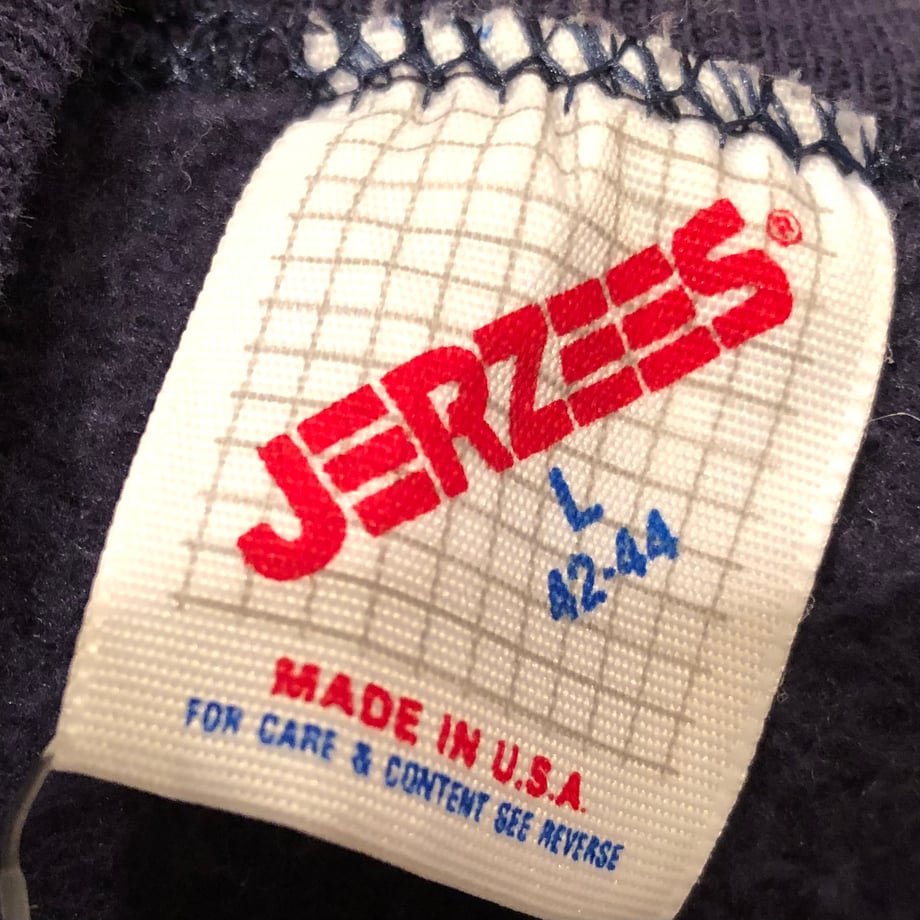 JERZEES®
L
42-44
MADE IN U.S.A.
FOR CARE & CONTENT SEE REVERSE